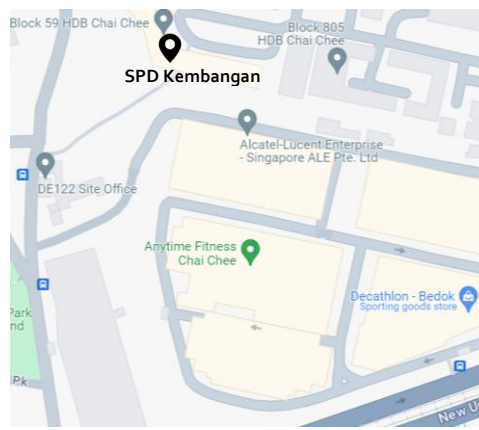 Block 59 HDB Chai Chee
Block 805
HDB Chai Chee
SPD Kembangan
Alcatel-Lucent Enterprise
- Singapore ALE Pte. Ltd
DE122 Site Office
Anytime Fitness
Chai Chee
Decathlon - Bedok
Sporting goods store
Park
nd
Pk
New U